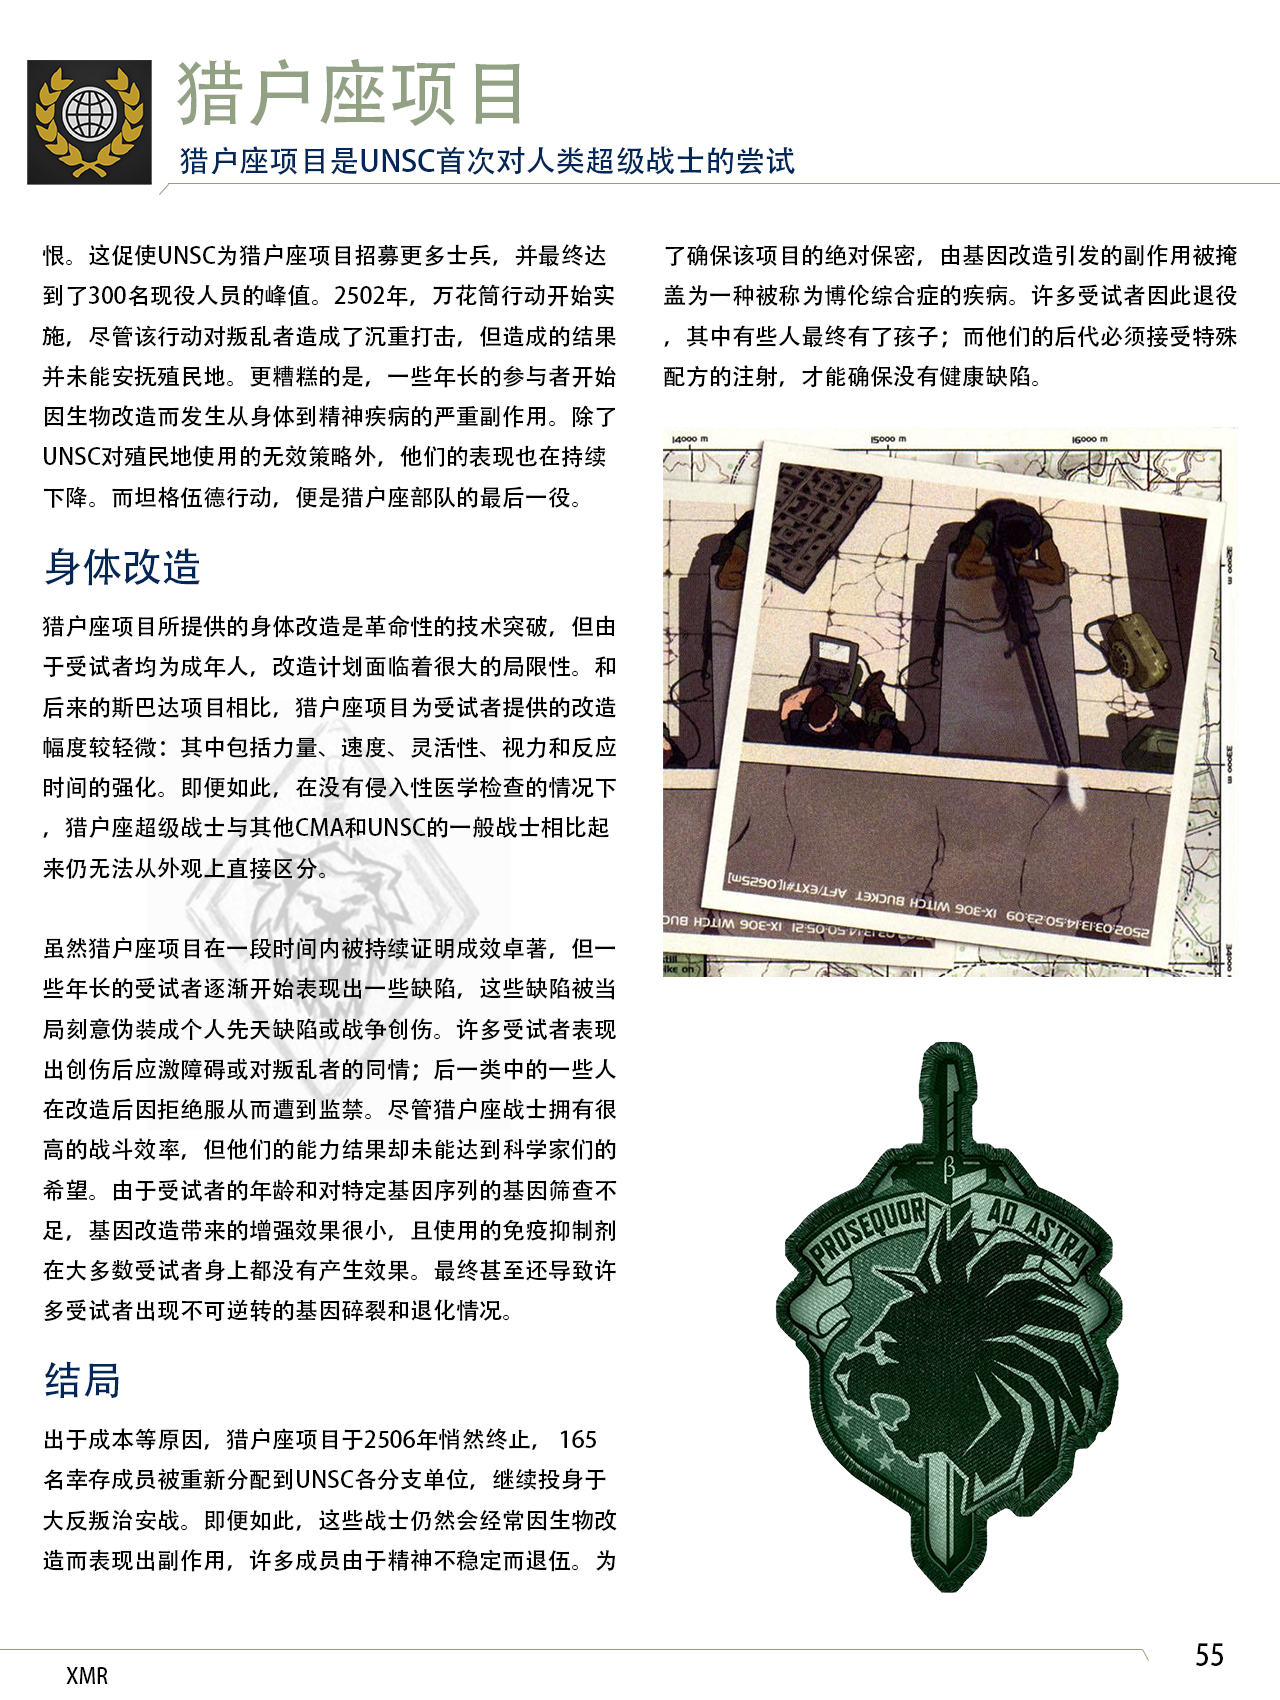 猎户座项目
猎户座项目是UNSC首次对人类超级战士的尝试
恨。这促使UNSC为猎户座项目招募更多士兵，并最终达
到了300名现役人员的峰值。2502年，万花筒行动开始实
施，尽管该行动对叛乱者造成了沉重打击，但造成的结果
并未能安抚殖民地。更糟糕的是，一些年长的参与者开始
因生物改造而发生从身体到精神疾病的严重副作用。除了
UNSC对殖民地使用的无效策略外，他们的表现也在持续
下降。而坦格伍德行动，便是猎户座部队的最后一役。
身体改造
猎户座项目所提供的身体改造是革命性的技术突破，但由
于受试者均为成年人，改造计划面临着很大的局限性。和
后来的斯巴达项目相比，猎户座项目为受试者提供的改造
幅度较轻微：其中包括力量、速度、灵活性、视力和反应
时间的强化。即便如此，在没有侵入性医学检查的情况下
，猎户座超级战士与其他CMA和UNSC的一般战士相比起
来仍无法从外观上直接区分。
虽然猎户座项目在一段时间内被持续证明成效卓著，但一
些年长的受试者逐渐开始表现出一些缺陷，这些缺陷被当
局刻意伪装成个人先天缺陷或战争创伤。许多受试者表现
出创伤后应激障碍或对叛乱者的同情；后一类中的一些人
在改造后因拒绝服从而遭到监禁。尽管猎户座战士拥有很
高的战斗效率，但他们的能力结果却未能达到科学家们的
希望。由于受试者的年龄和对特定基因序列的基因筛查不
足，基因改造带来的增强效果很小，且使用的免疫抑制剂
在大多数受试者身上都没有产生效果。最终甚至还导致许
多受试者出现不可逆转的基因碎裂和退化情况。
结局
出于成本等原因，猎户座项目于2506年悄然终止， 165
名幸存成员被重新分配到UNSC各分支单位，继续投身于
大反叛治安战。即便如此，这些战士仍然会经常因生物改
造而表现出副作用，许多成员由于精神不稳定而退伍。为
了确保该项目的绝对保密，由基因改造引发的副作用被掩
盖为一种被称为博伦综合症的疾病。许多受试者因此退役
，其中有些人最终有了孩子；而他们的后代必须接受特殊
配方的注射，才能确保没有健康缺陷。
14000 m
15000 m
16000 m
32000 m
33000 m
34000 m
2502.03.13:14:50:23.09 IX-306 WITCH BUCKET AFT/EXT#1[.0625m]
IX-306 WITCH BUC
PROSEQUOR AD ASTRA
β
XMR
55